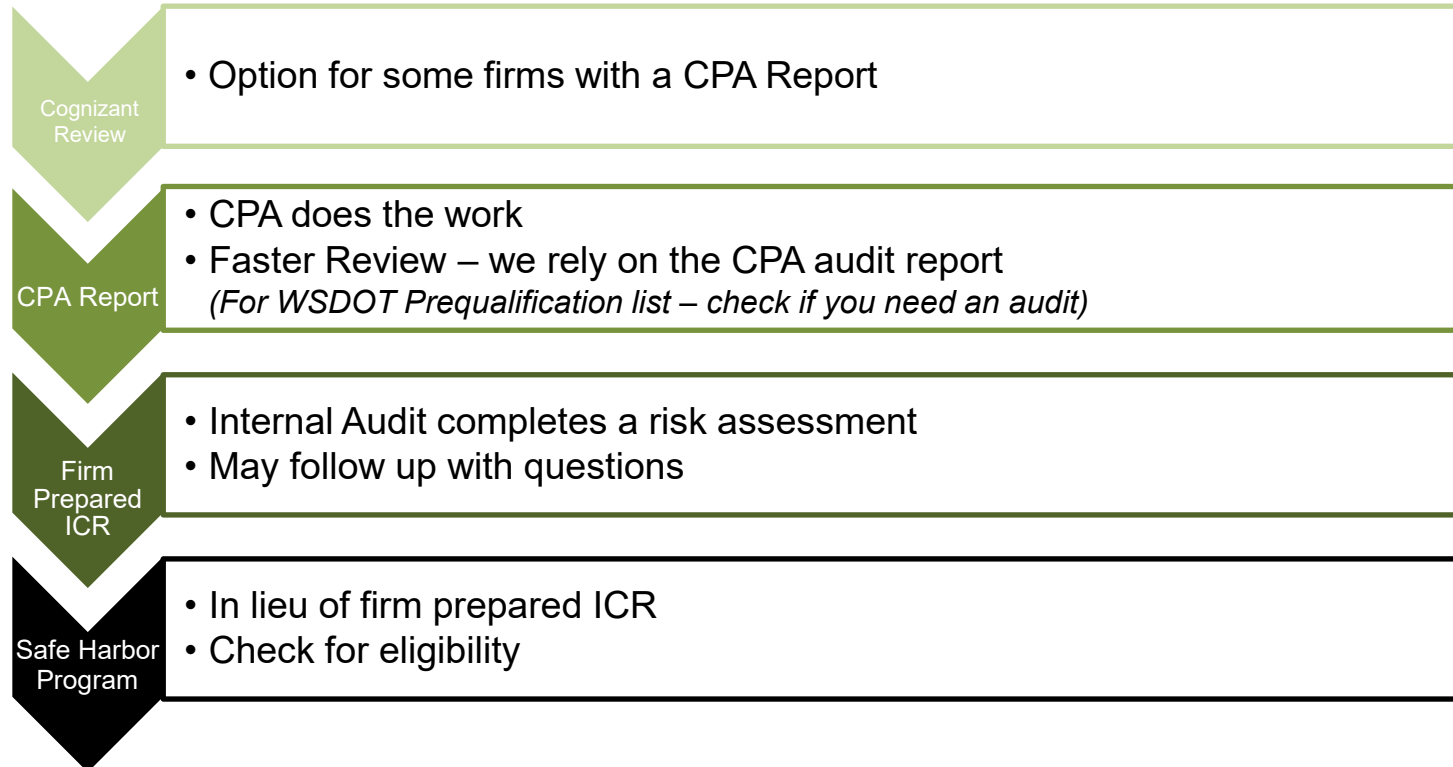 Cognizant
Review
• Option for some firms with a CPA Report
CPA Report
• CPA does the work
• Faster Review – we rely on the CPA audit report
(For WSDOT Prequalification list – check if you need an audit)
Firm
Prepared
ICR
• Internal Audit completes a risk assessment
• May follow up with questions
Safe Harbor
Program
• In lieu of firm prepared ICR
• Check for eligibility